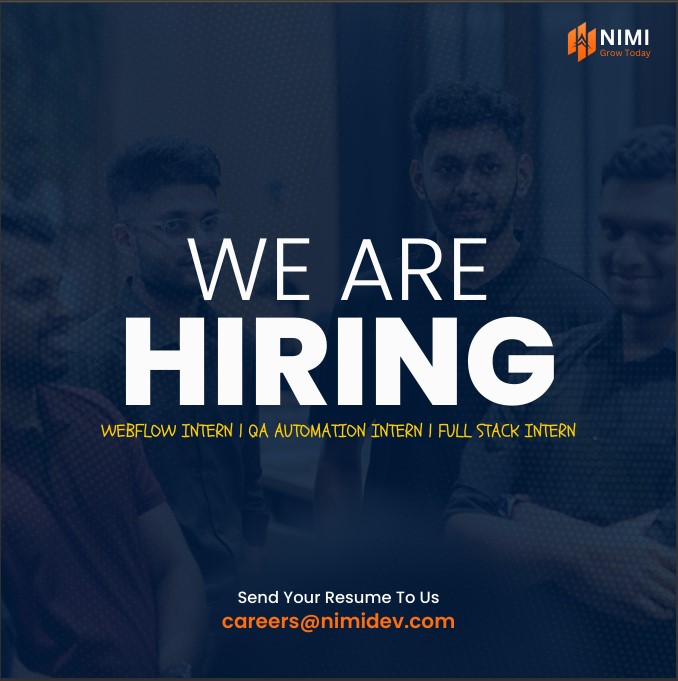 NIMI
Grow Today
WE ARE
HIRING
WEBFLOW INTERN | QA AUTOMATION INTERN | FULL STACK INTERN
Send Your Resume To Us
careers@nimidev.com